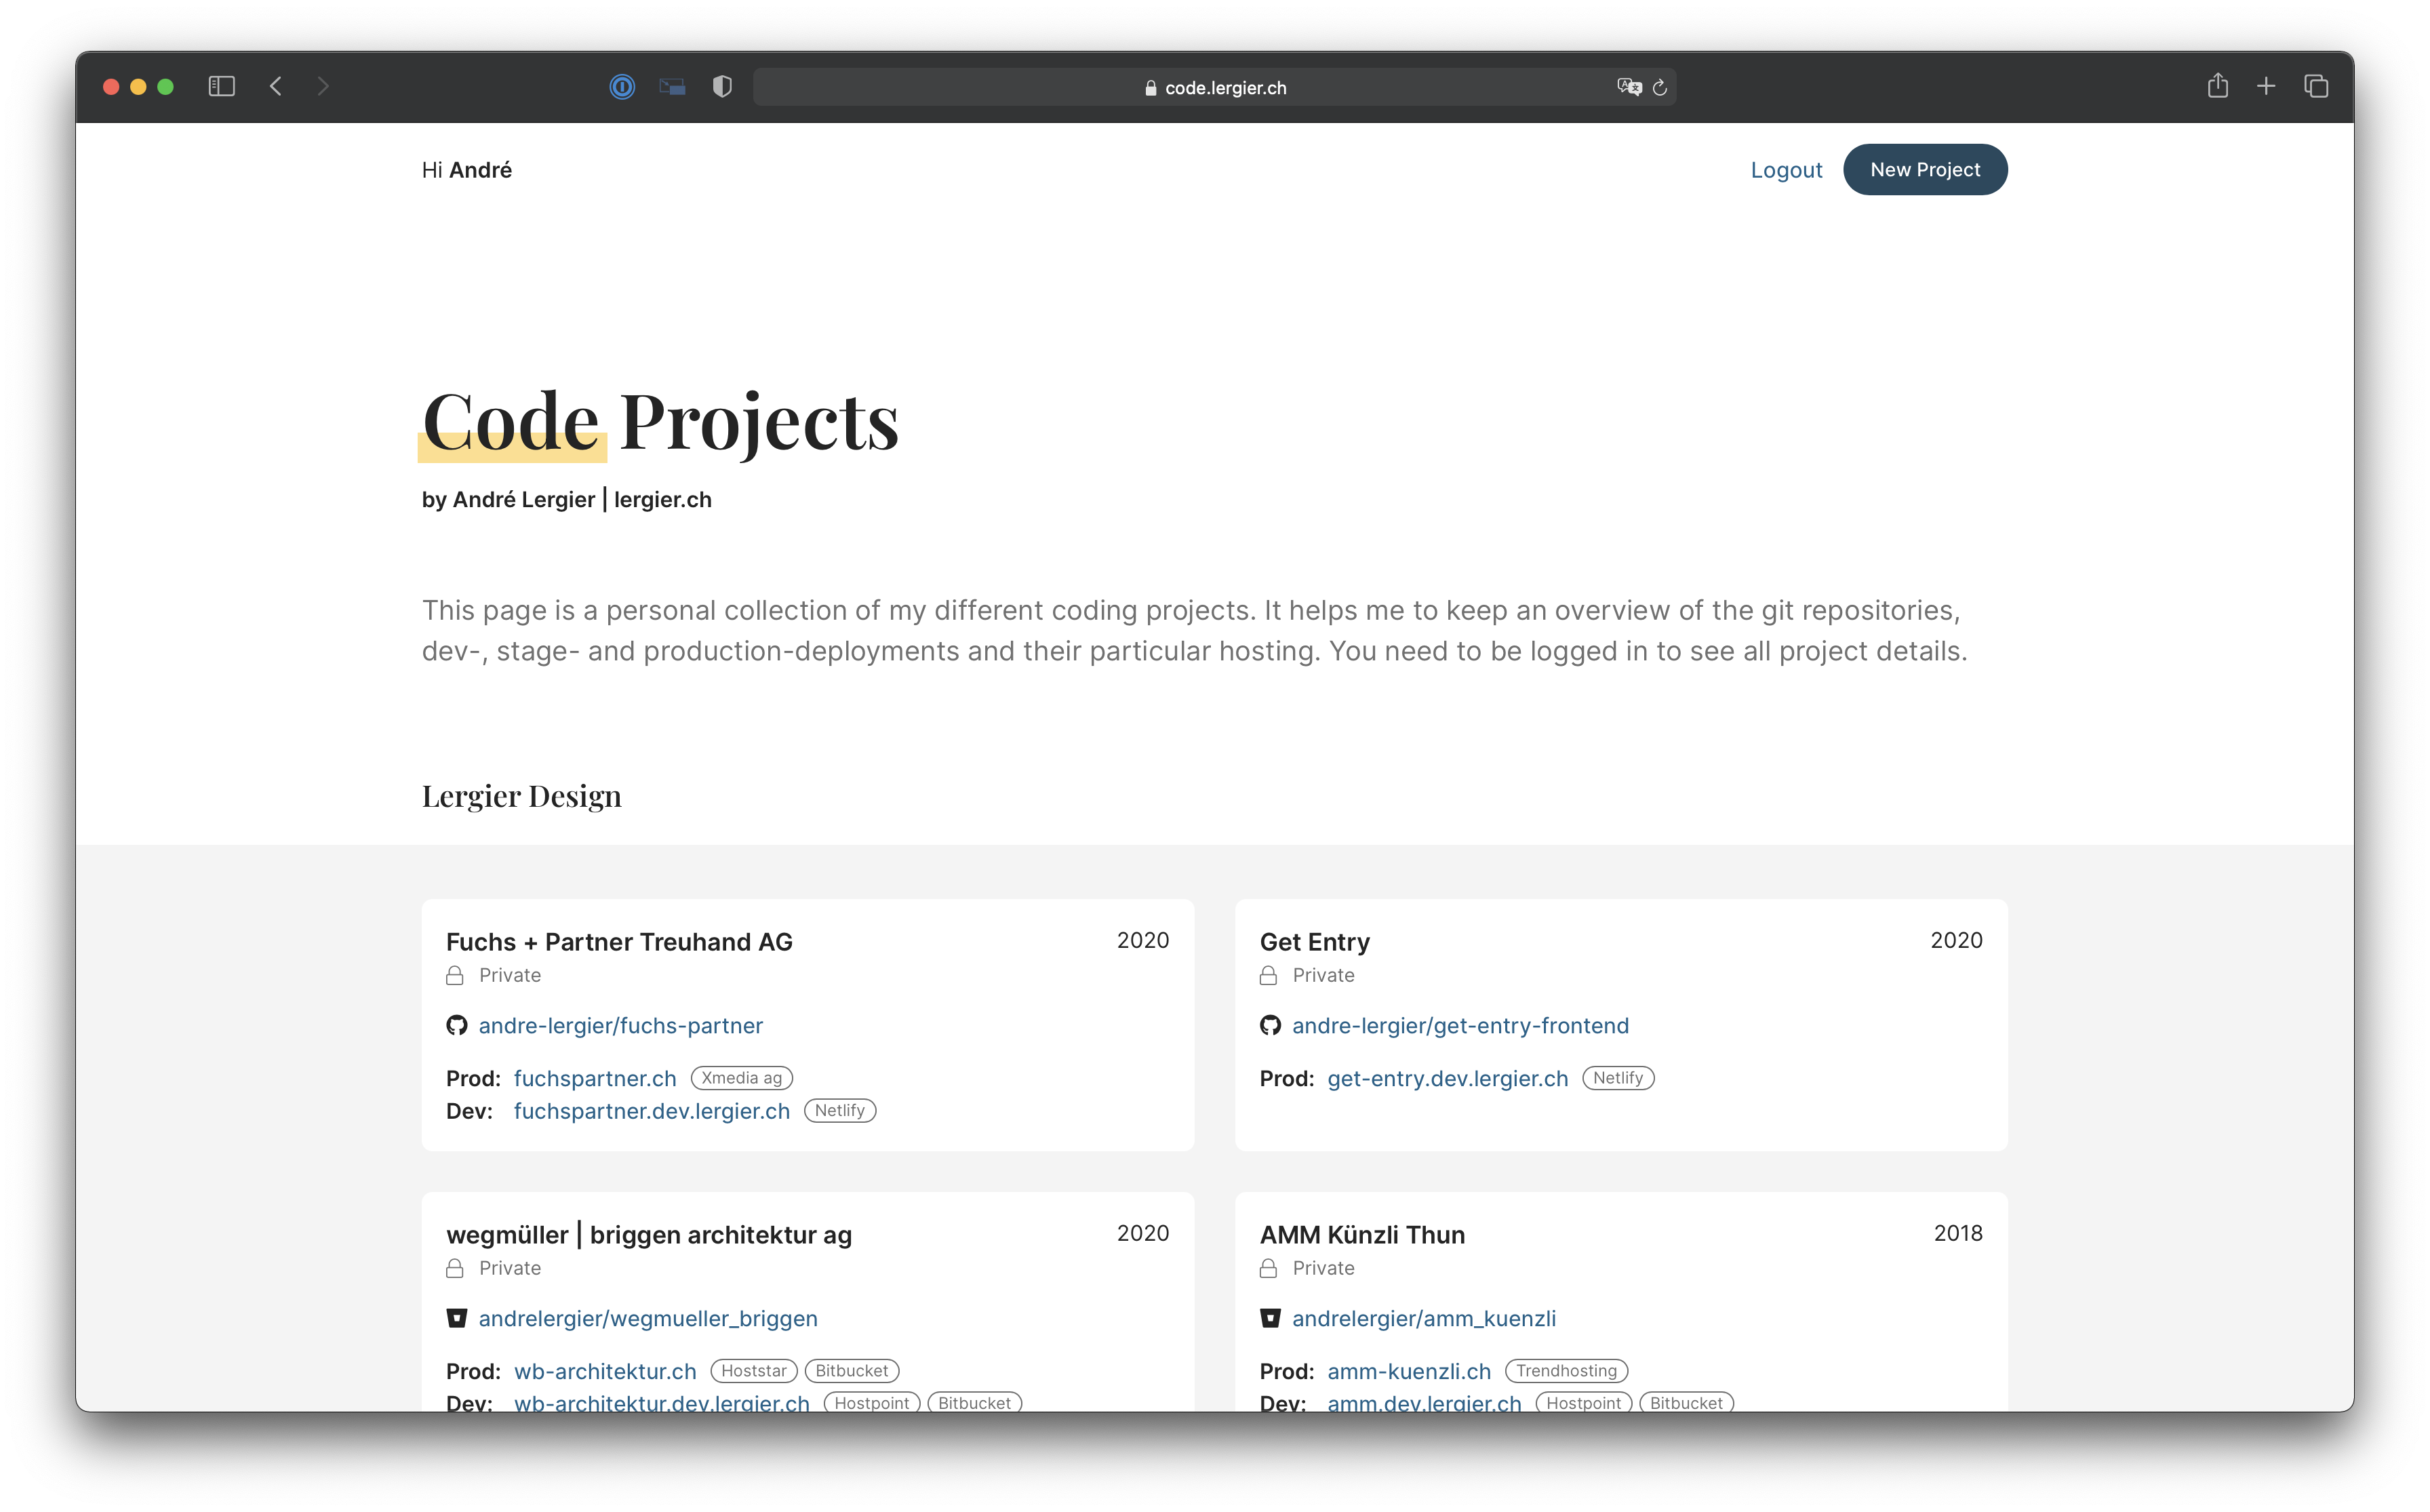 code.lergier.ch
Hi André
Logout
New Project
Code Projects
by André Lergier | lergier.ch
This page is a personal collection of my different coding projects. It helps me to keep an overview of the git repositories,
dev-, stage- and production-deployments and their particular hosting. You need to be logged in to see all project details.
Lergier Design
Fuchs + Partner Treuhand AG
2020
Private
andre-lergier/fuchs-partner
Prod: fuchspartner.ch Xmedia ag
Dev: fuchspartner.dev.lergier.ch Netlify
Get Entry
2020
Private
andre-lergier/get-entry-frontend
Prod: get-entry.dev.lergier.ch Netlify
wegmüller | briggen architektur ag
2020
Private
andrelergier/wegmueller_briggen
Prod: wb-architektur.ch Hoststar Bitbucket
Dev: wb-architektur.dev.lergier.ch Hostpoint Bitbucket
AMM Künzli Thun
2018
Private
andrelergier/amm_kuenzli
Prod: amm-kuenzli.ch Trendhosting
Dev: amm.dev.lergier.ch Hostpoint Bitbucket